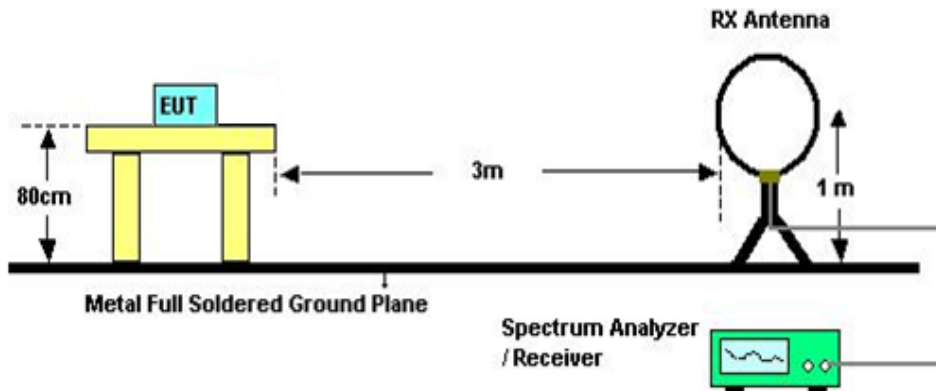 RX Antenna
EUT
80cm
3m
1 m
Metal Full Soldered Ground Plane
Spectrum Analyzer
/ Receiver